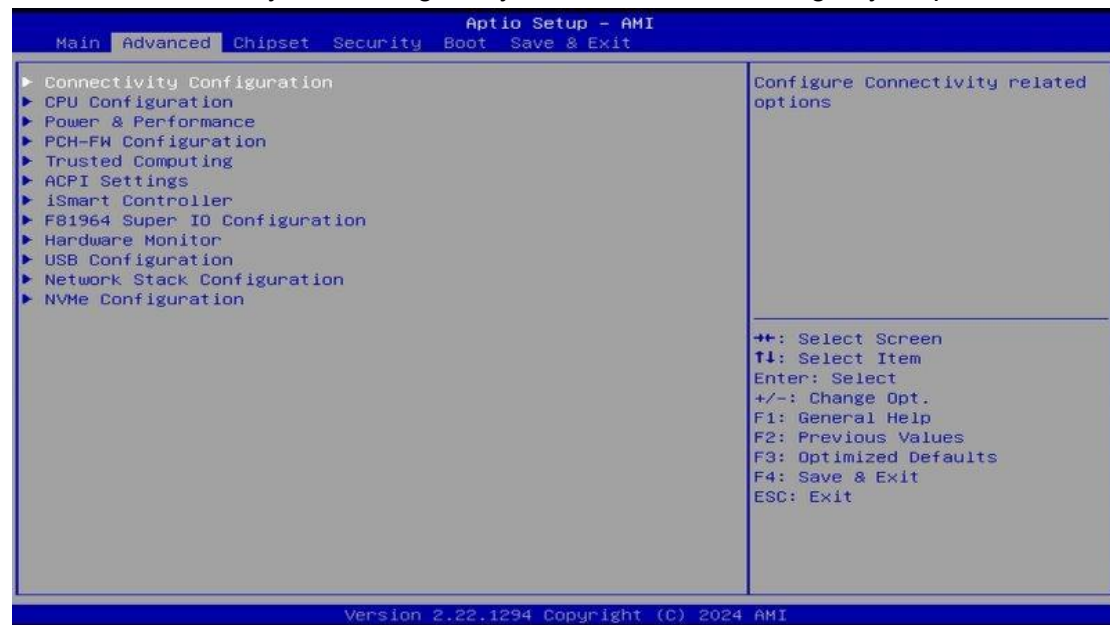 Aptio Setup - AMI
Main Advanced Chipset Security Boot Save & Exit
► Connectivity Configuration
► CPU Configuration
► Power & Performance
► PCH-FW Configuration
► Trusted Computing
► ACPI Settings
► iSmart Controller
► F81964 Super IO Configuration
► Hardware Monitor
► USB Configuration
► Network Stack Configuration
► NVMe Configuration
Configure Connectivity related
options
→←: Select Screen
↑↓: Select Item
Enter: Select
+/-: Change Opt.
F1: General Help
F2: Previous Values
F3: Optimized Defaults
F4: Save & Exit
ESC: Exit
Version 2.22.1294 Copyright (C) 2024 AMI